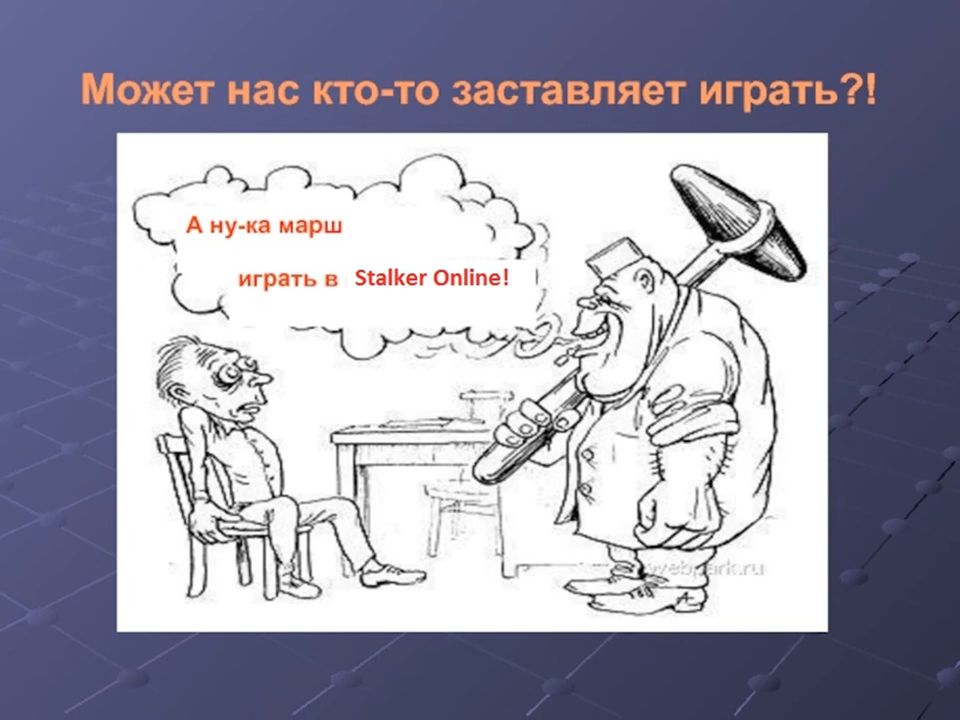 Может нас кто-то заставляет играть?!
А ну-ка марш
играть в Stalker Online!